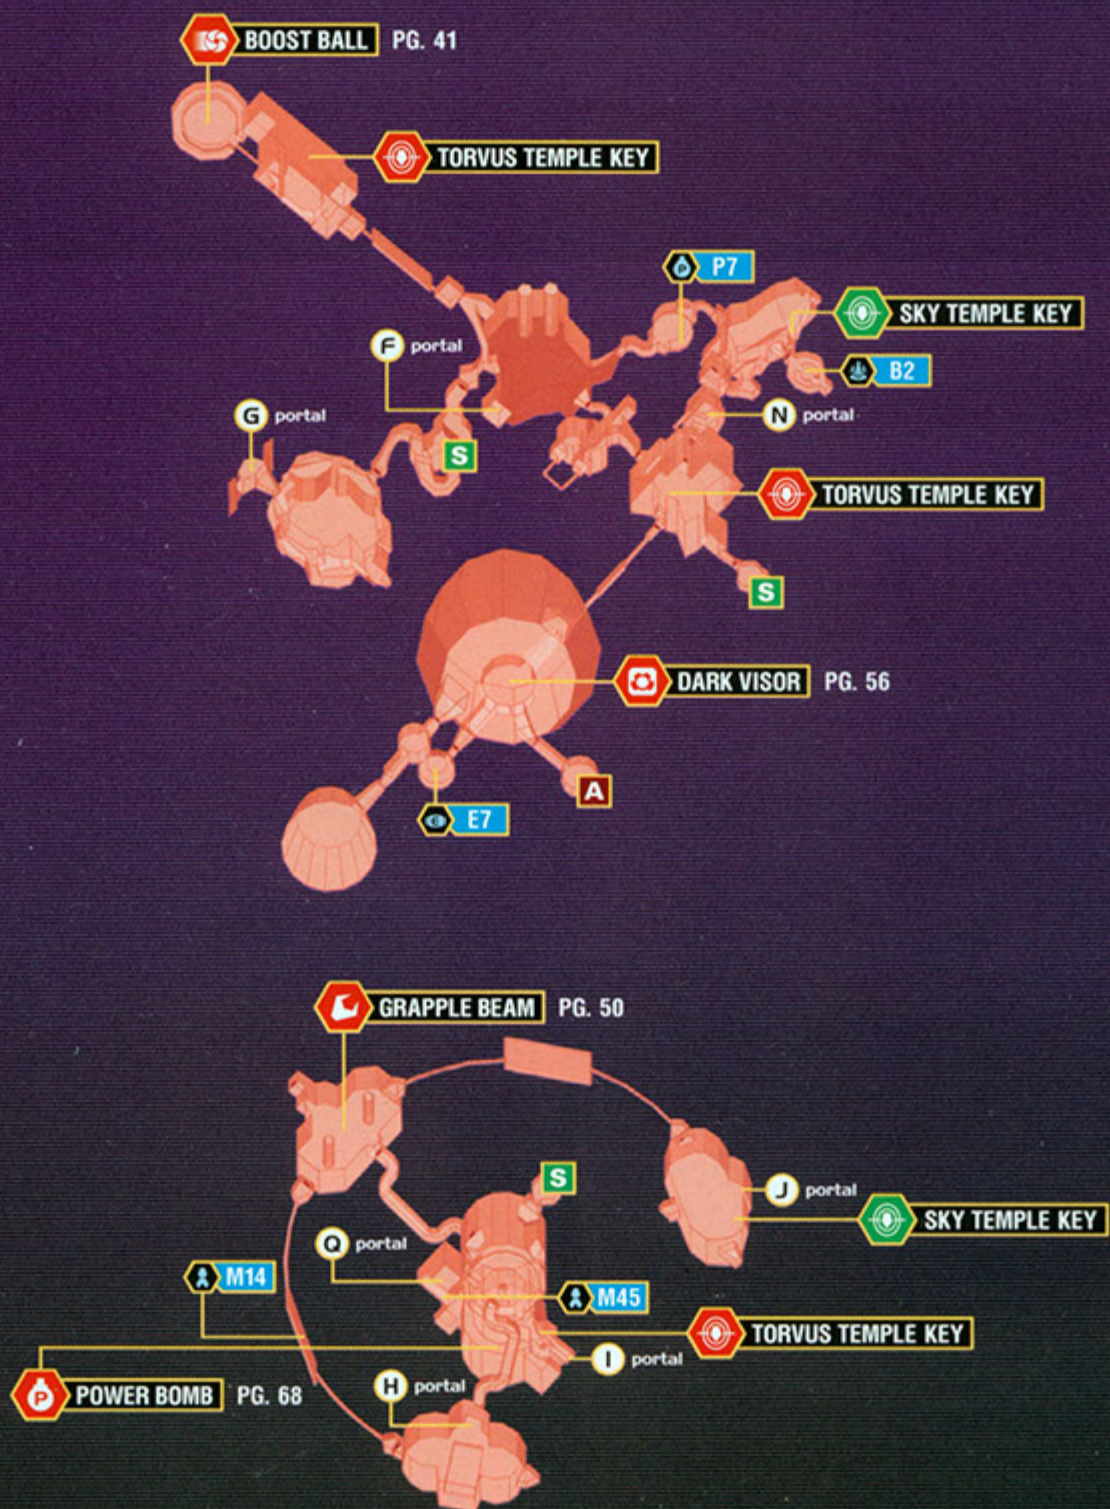 BOOST BALL PG. 41
TORVUS TEMPLE KEY
P7
SKY TEMPLE KEY
F portal
B2
G portal
N portal
S
TORVUS TEMPLE KEY
S
DARK VISOR PG. 56
A
E7
GRAPPLE BEAM PG. 50
S
J portal
SKY TEMPLE KEY
Q portal
M14
M45
TORVUS TEMPLE KEY
I portal
H portal
P POWER BOMB PG. 68